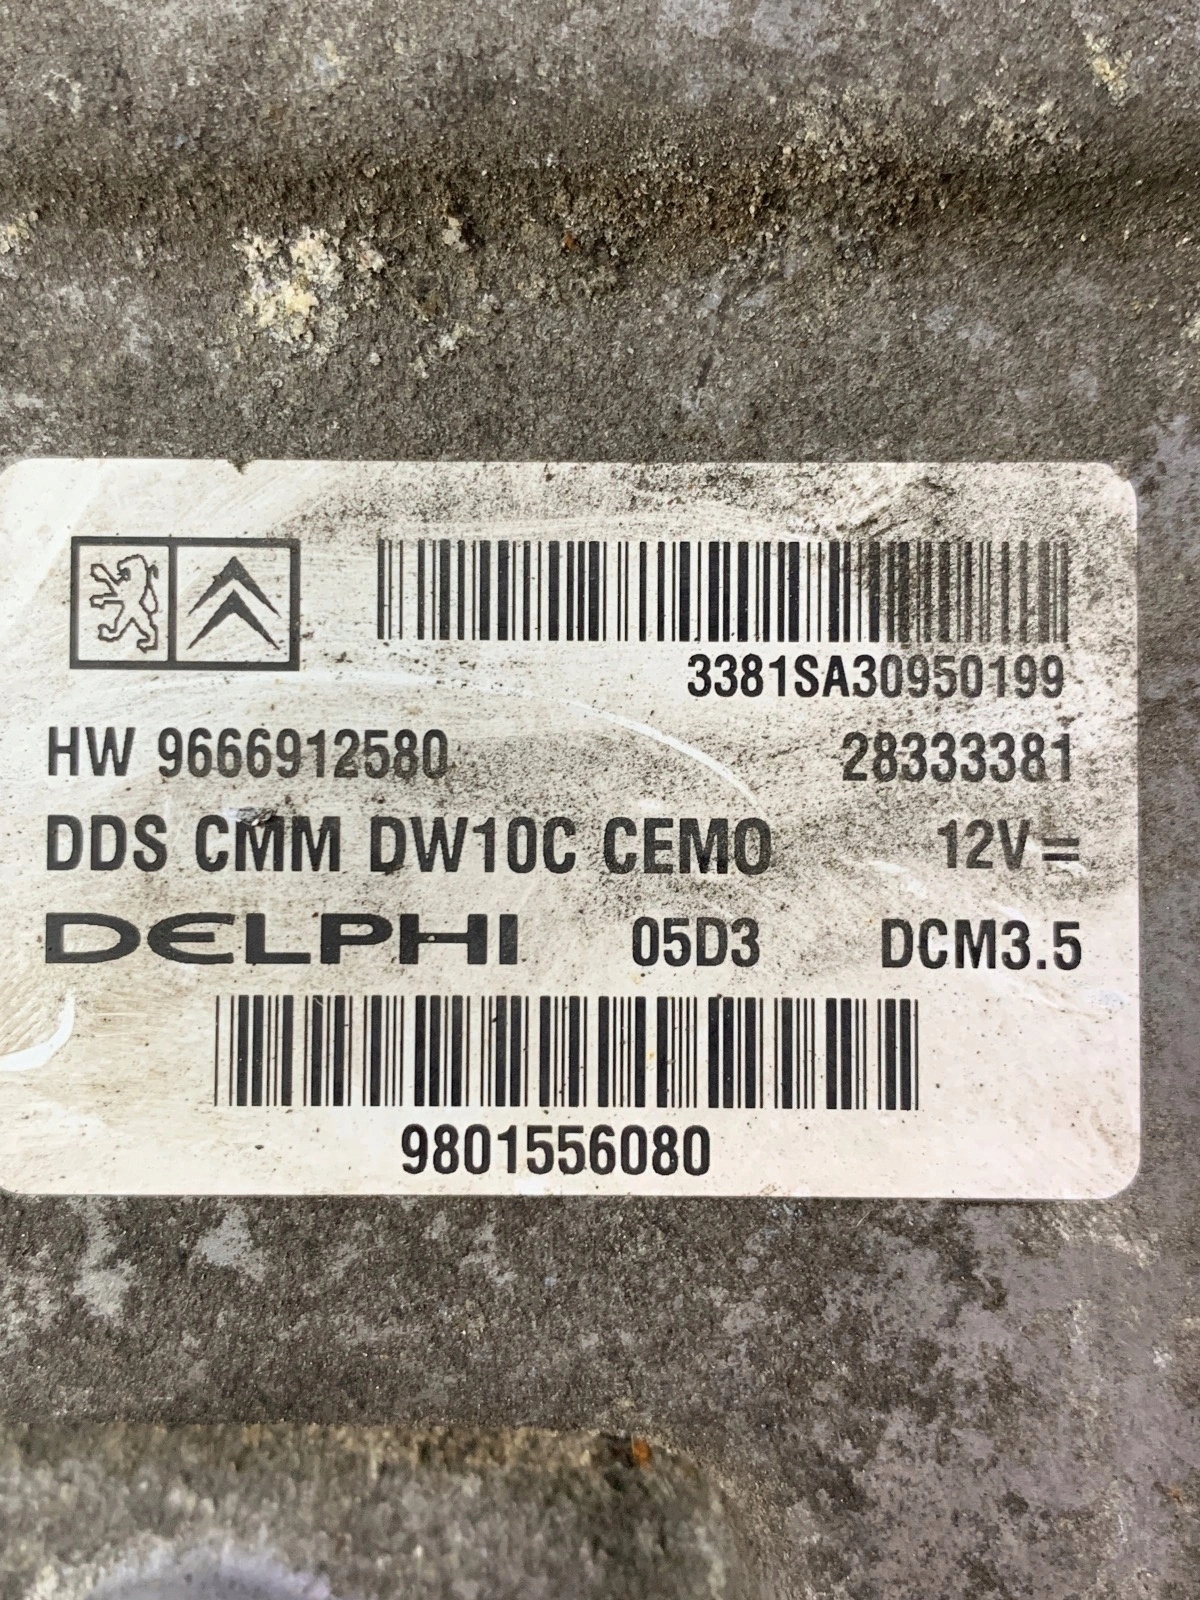 3381SA30950199
HW 9666912580 28333381
DDS CMM DW10C CEMO 12V=
DELPHI 05D3 DCM3.5
9801556080